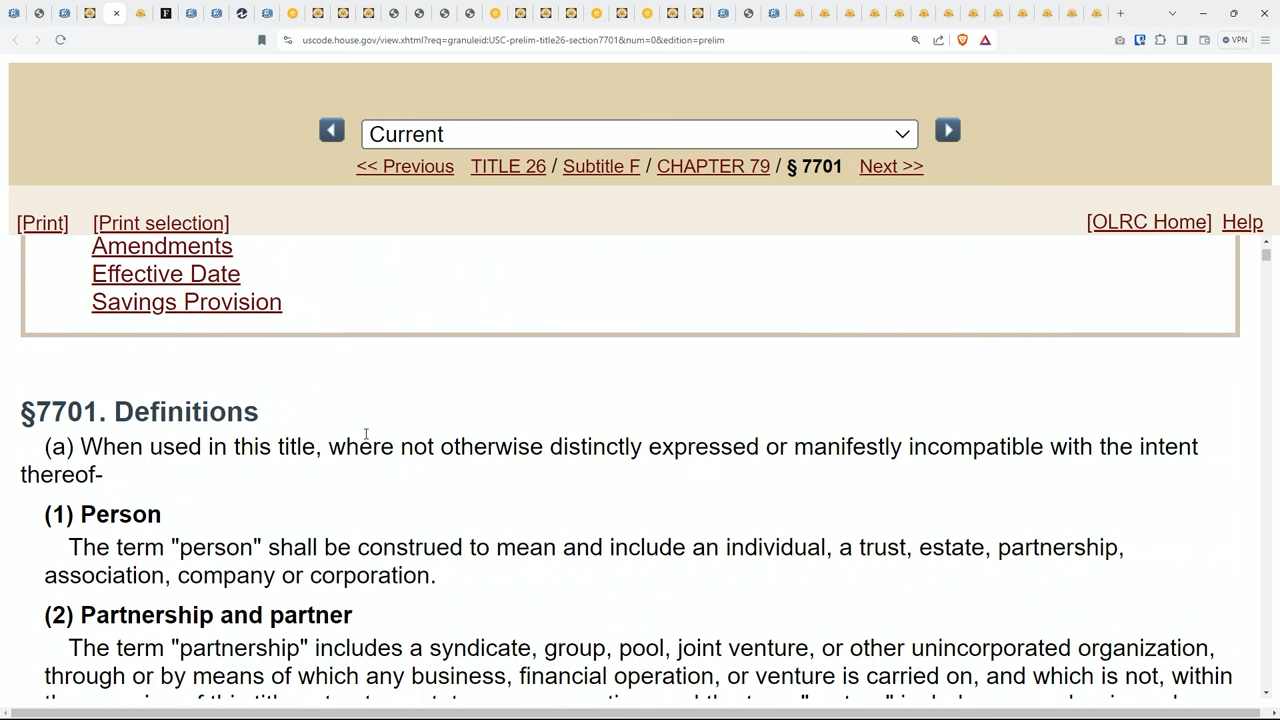 uscode.house.gov/view.xhtml?req=granuleid:USC-prelim-title26-section7701&num=0&edition=prelim
VPN
Current
<< Previous TITLE 26 / Subtitle F / CHAPTER 79 / § 7701 Next >>
[Print] [Print selection] [OLRC Home] Help
Amendments
Effective Date
Savings Provision
§7701. Definitions
(a) When used in this title, where not otherwise distinctly expressed or manifestly incompatible with the intent
thereof-
(1) Person
The term "person" shall be construed to mean and include an individual, a trust, estate, partnership,
association, company or corporation.
(2) Partnership and partner
The term "partnership" includes a syndicate, group, pool, joint venture, or other unincorporated organization,
through or by means of which any business, financial operation, or venture is carried on, and which is not, within